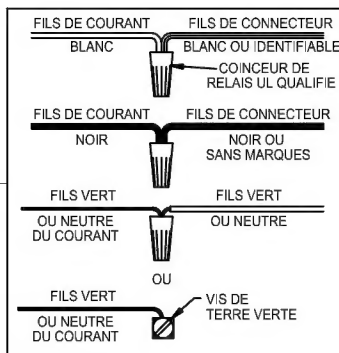 FILS DE COURANT
FILS DE CONNECTEUR
BLANC
BLANC OU IDENTIFIABLE
COINCEUR DE
RELAIS UL QUALIFIE
FILS DE COURANT
FILS DE CONNECTEUR
NOIR
NOIR OU
SANS MARQUES
FILS VERT
FILS VERT
OU NEUTRE
DU COURANT
OU NEUTRE
OU
FILS VERT
VIS DE
TERRE VERTE
OU NEUTRE
DU COURANT